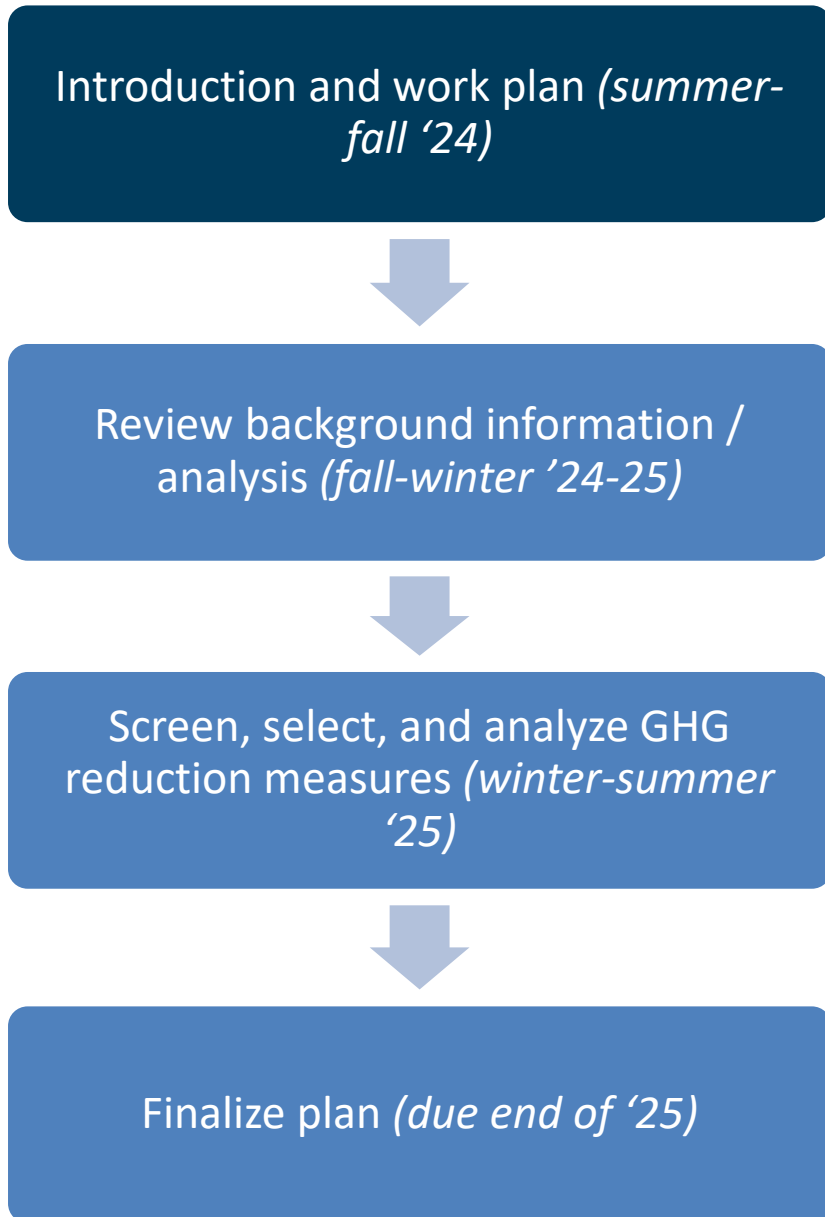 Introduction and work plan (summer-
fall ‘24)
Review background information /
analysis (fall-winter ’24-25)
Screen, select, and analyze GHG
reduction measures (winter-summer
‘25)
Finalize plan (due end of ‘25)